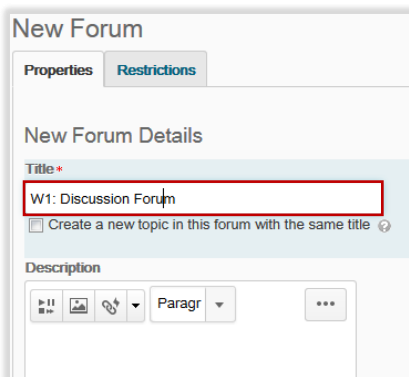 New Forum
Properties Restrictions
New Forum Details
Title *
W1: Discussion Forum
Create a new topic in this forum with the same title ?
Description
Paragr